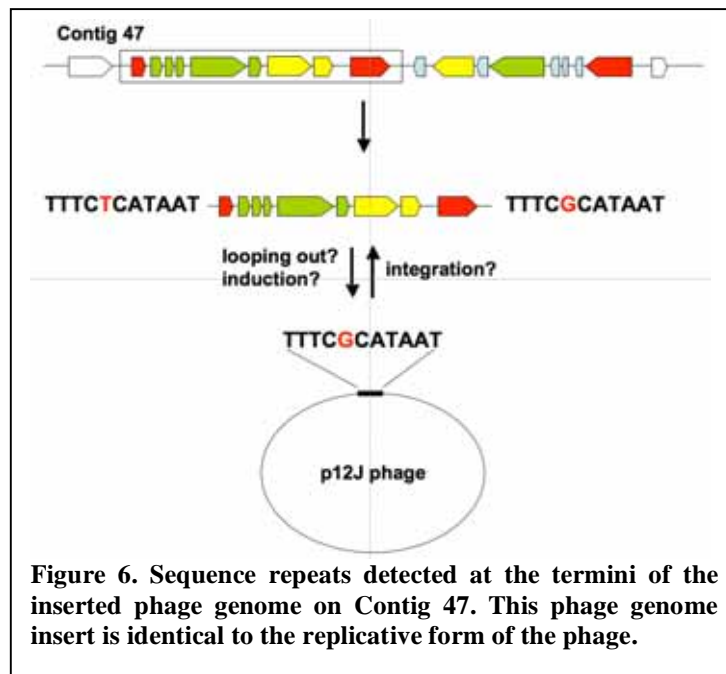 Contig 47
TTTCTCATAAT
TTTCGCATAAT
looping out?
induction?
integration?
TTTCGCATAAT
p12J phage
Figure 6. Sequence repeats detected at the termini of the
inserted phage genome on Contig 47. This phage genome
insert is identical to the replicative form of the phage.